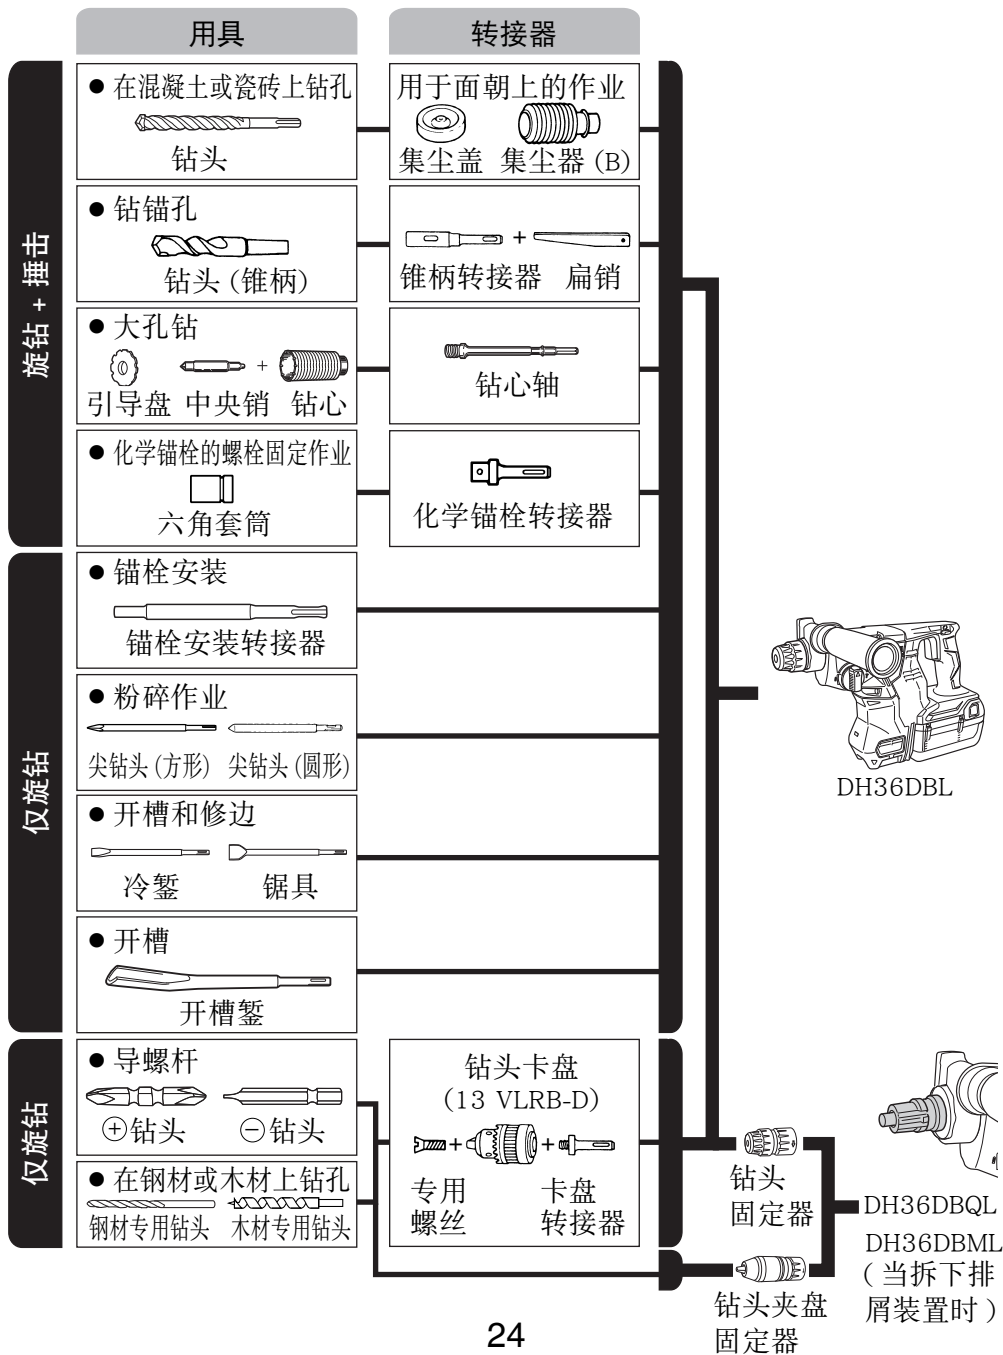 用具
转接器
旋钻 + 捶击
● 在混凝土或瓷砖上钻孔
钻头
用于面朝上的作业
集尘盖 集尘器 (B)
● 钻锚孔
钻头 (锥柄)
+
锥柄转接器 扁销
● 大孔钻
+
引导盘 中央销 钻心
钻心轴
● 化学锚栓的螺栓固定作业
六角套筒
化学锚栓转接器
仅旋钻
● 锚栓安装
锚栓安装转接器
● 粉碎作业
尖钻头 (方形) 尖钻头 (圆形)
● 开槽和修边
冷錾 锯具
● 开槽
开槽錾
DH36DBL
仅旋钻
● 导螺杆
⊕钻头 ⊖钻头
● 在钢材或木材上钻孔
钢材专用钻头 木材专用钻头
钻头卡盘
(13 VLRB-D)
+ +
专用
螺丝
卡盘
转接器
钻头
固定器
钻头夹盘
固定器
DH36DBQL
DH36DBML
( 当拆下排
屑装置时 )
24